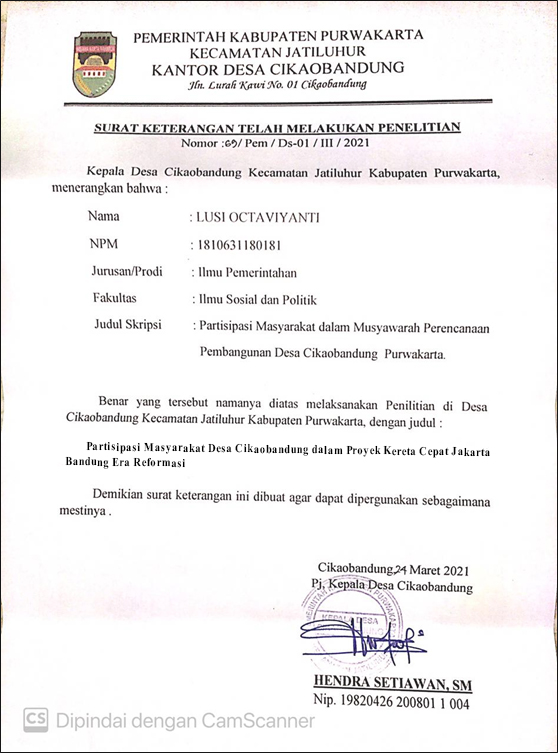 PEMERINTAH KABUPATEN PURWAKARTA
KECAMATAN JATILUHUR
KANTOR DESA CIKAOBANDUNG
Jln. Lurah Kawi No. 01 Cikaobandung
SURAT KETERANGAN TELAH MELAKUKAN PENELITIAN
Nomor : / Pem / Ds-01 / III / 2021
Kepala Desa Cikaobandung Kecamatan Jatiluhur Kabupaten Purwakarta,
menerangkan bahwa :
Nama : LUSI OCTAVIYANTI
NPM : 1810631180181
Jurusan/Prodi : Ilmu Pemerintahan
Fakultas : Ilmu Sosial dan Politik
Judul Skripsi : Partisipasi Masyarakat dalam Musyawarah Perencanaan
Pembangunan Desa Cikaobandung Purwakarta.
Benar yang tersebut namanya diatas melaksanakan Penilitian di Desa
Cikaobandung Kecamatan Jatiluhur Kabupaten Purwakarta, dengan judul :
Partisipasi Masyarakat Desa Cikaobandung dalam Proyek Kereta Cepat Jakarta
Bandung Era Reformasi
Demikian surat keterangan ini dibuat agar dapat dipergunakan sebagaimana
mestinya .
Cikaobandung, 24 Maret 2021
Pj. Kepala Desa Cikaobandung
KEPALA DESA
HENDRA SETIAWAN, SM
Nip. 19820426 200801 1 004
CS Dipindai dengan CamScanner